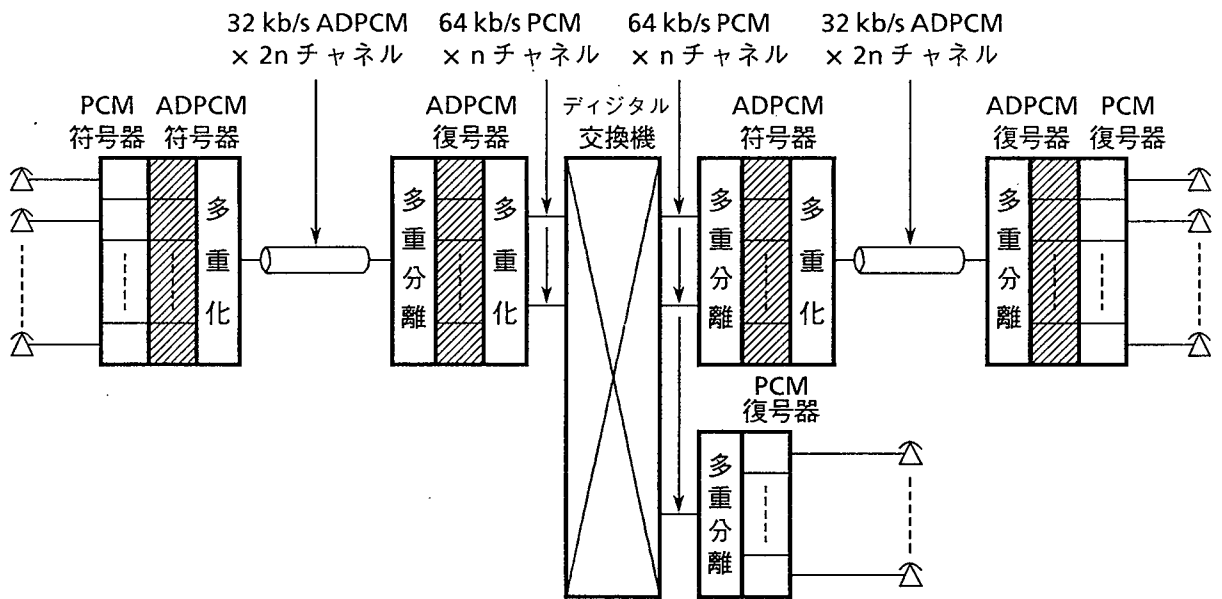 32 kb/s ADPCM
× 2n チャネル
64 kb/s PCM
× n チャネル
64 kb/s PCM
× n チャネル
32 kb/s ADPCM
× 2n チャネル
PCM
符号器
ADPCM
符号器
ADPCM
復号器
ディジタル
交換機
ADPCM
符号器
ADPCM
復号器
PCM
復号器
多重化
多重分離
多重化
多重分離
多重化
多重分離
PCM
復号器
多重分離